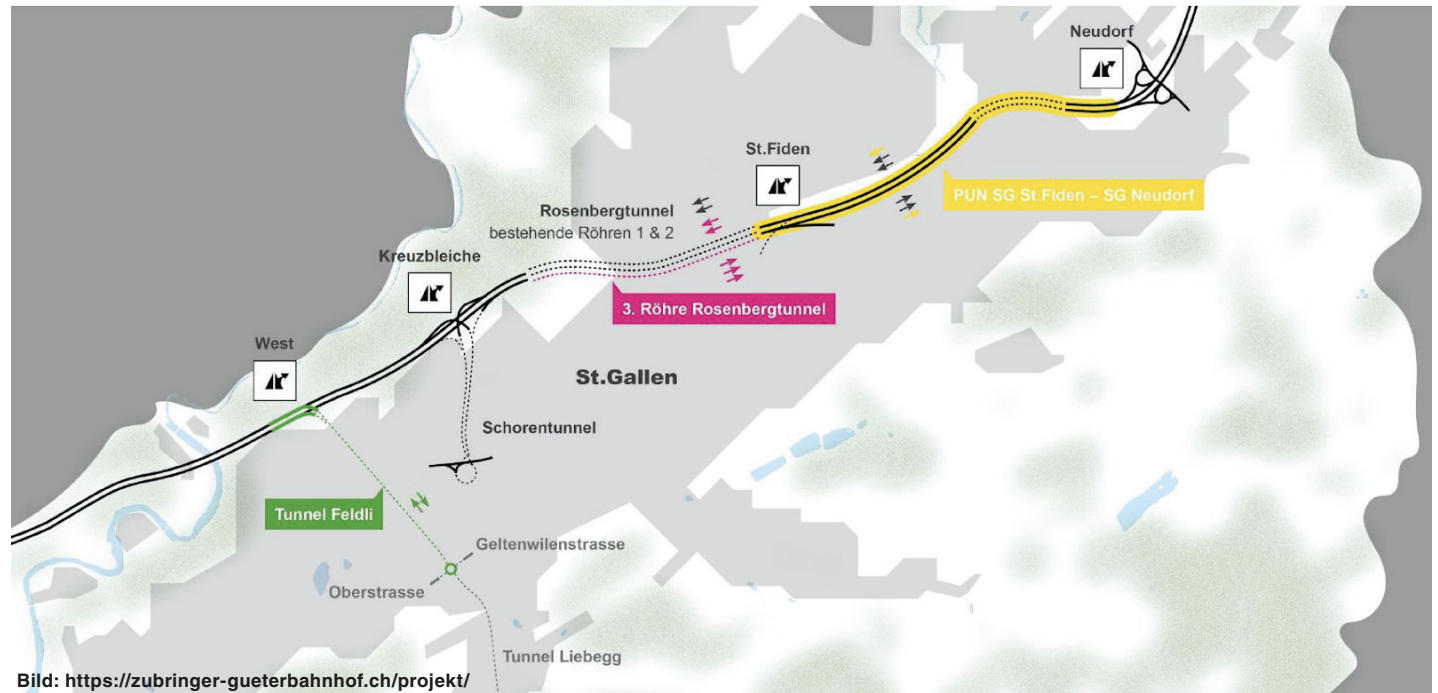 Neudorf
St.Fiden
PUN SG St.Fiden – SG Neudorf
Rosenbergtunnel
bestehende Röhren 1 & 2
Kreuzbleiche
3. Röhre Rosenbergtunnel
West
St.Gallen
Schorentunnel
Tunnel Feldli
Geltenwilenstrasse
Oberstrasse
Tunnel Liebegg
Bild: https://zubringer-gueterbahnhof.ch/projekt/